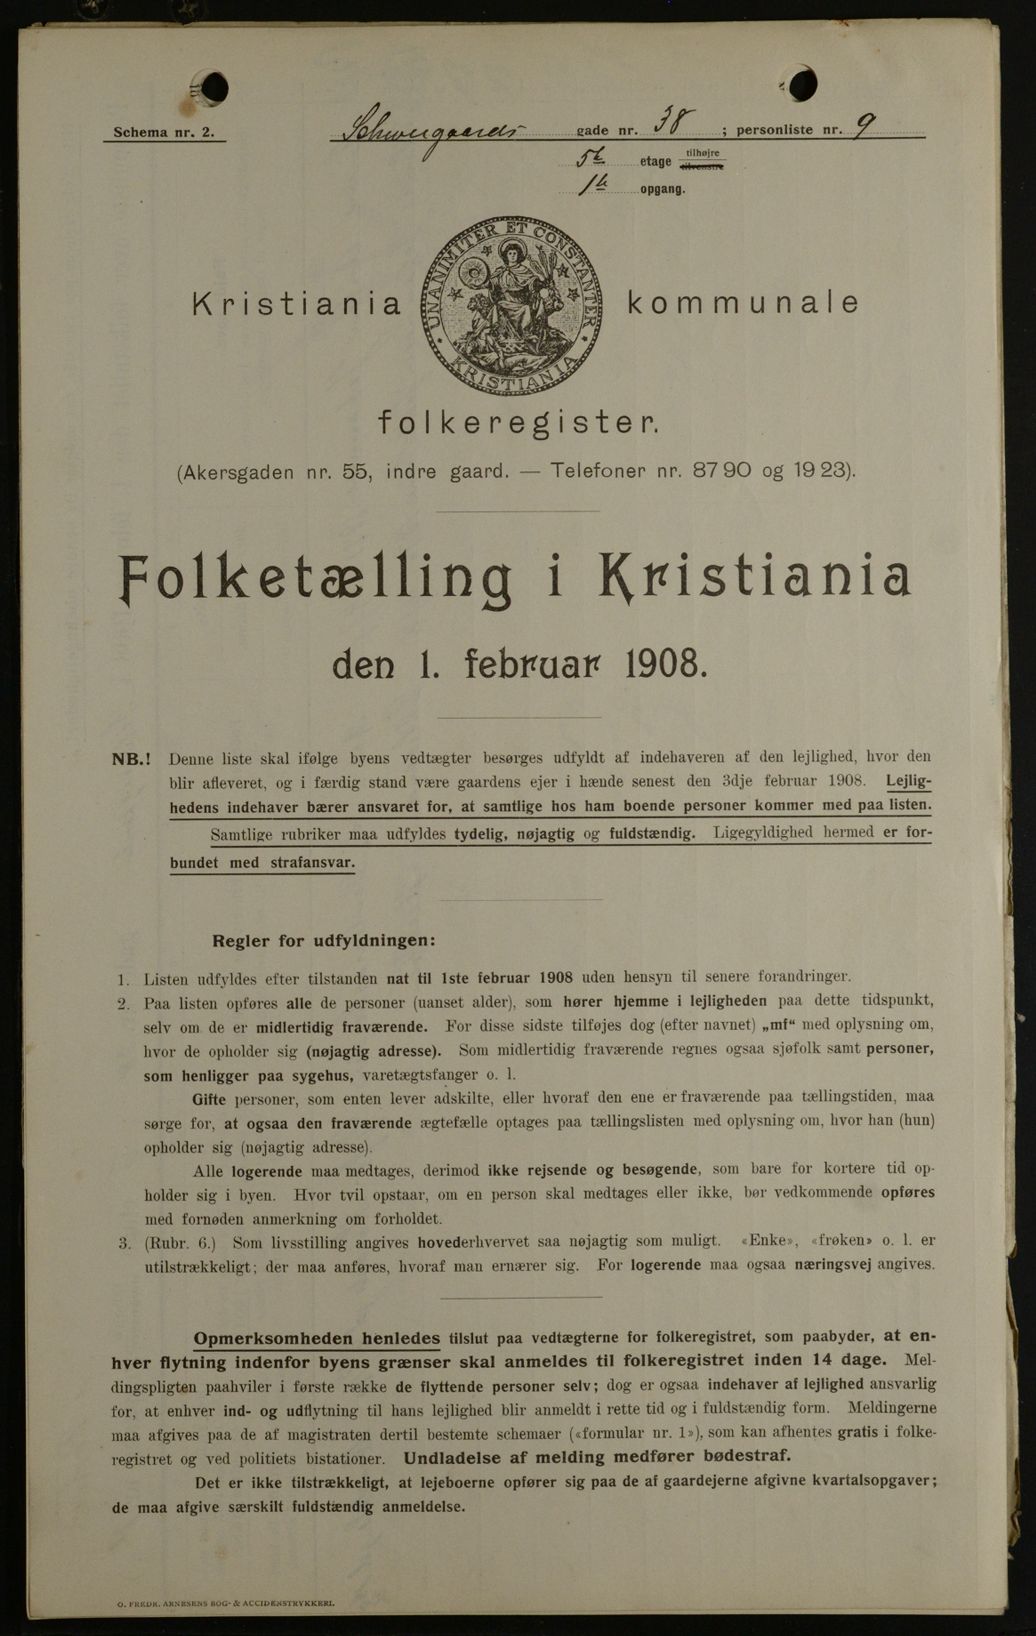 Schema nr. 2.
Schweigaards gade nr. 38 ; personliste nr. 9
5te etage tilhøjre tilvenstre
1te opgang.
UNANIMITER ET CONSTANTER
KRISTIANIA
Kristiania kommunale
folkeregister.
(Akersgaden nr. 55, indre gaard. — Telefoner nr. 87 90 og 19 23).
Folketælling i Kristiania
den 1. februar 1908.
NB.! Denne liste skal ifølge byens vedtægter besørges udfyldt af indehaveren af den lejlighed, hvor den
blir afleveret, og i færdig stand være gaardens ejer i hænde senest den 3dje februar 1908. Lejlig-
hedens indehaver bærer ansvaret for, at samtlige hos ham boende personer kommer med paa listen.
Samtlige rubriker maa udfyldes tydelig, nøjagtig og fuldstændig. Ligegyldighed hermed er for-
bundet med strafansvar.
Regler for udfyldningen:
1. Listen udfyldes efter tilstanden nat til 1ste februar 1908 uden hensyn til senere forandringer.
2. Paa listen opføres alle de personer (uanset alder), som hører hjemme i lejligheden paa dette tidspunkt,
selv om de er midlertidig fraværende. For disse sidste tilføjes dog (efter navnet) „mf“ med oplysning om,
hvor de opholder sig (nøjagtig adresse). Som midlertidig fraværende regnes ogsaa sjøfolk samt personer,
som henligger paa sygehus, varetægtsfanger o. l.
Gifte personer, som enten lever adskilte, eller hvoraf den ene er fraværende paa tællingstiden, maa
sørge for, at ogsaa den fraværende ægtefælle optages paa tællingslisten med oplysning om, hvor han (hun)
opholder sig (nøjagtig adresse).
Alle logerende maa medtages, derimod ikke rejsende og besøgende, som bare for kortere tid op-
holder sig i byen. Hvor tvil opstaar, om en person skal medtages eller ikke, bør vedkommende opføres
med fornøden anmerkning om forholdet.
3. (Rubr. 6.) Som livsstilling angives hovederhvervet saa nøjagtig som muligt. «Enke», «frøken» o. l. er
utilstrækkeligt; der maa anføres, hvoraf man ernærer sig. For logerende maa ogsaa næringsvej angives.
Opmerksomheden henledes tilslut paa vedtægterne for folkeregistret, som paabyder, at en-
hver flytning indenfor byens grænser skal anmeldes til folkeregistret inden 14 dage. Mel-
dingspligten paahviler i første række de flyttende personer selv; dog er ogsaa indehaver af lejlighed ansvarlig
for, at enhver ind- og udflytning til hans lejlighed blir anmeldt i rette tid og i fuldstændig form. Meldingerne
maa afgives paa de af magistraten dertil bestemte schemaer («formular nr. 1»), som kan afhentes gratis i folke-
registret og ved politiets bistationer. Undladelse af melding medfører bødestraf.
Det er ikke tilstrækkeligt, at lejeboerne opfører sig paa de af gaardejerne afgivne kvartalsopgaver;
de maa afgive særskilt fuldstændig anmeldelse.
O. FREDR. ARNESENS BOG- & ACCIDENSTRYKKERI.